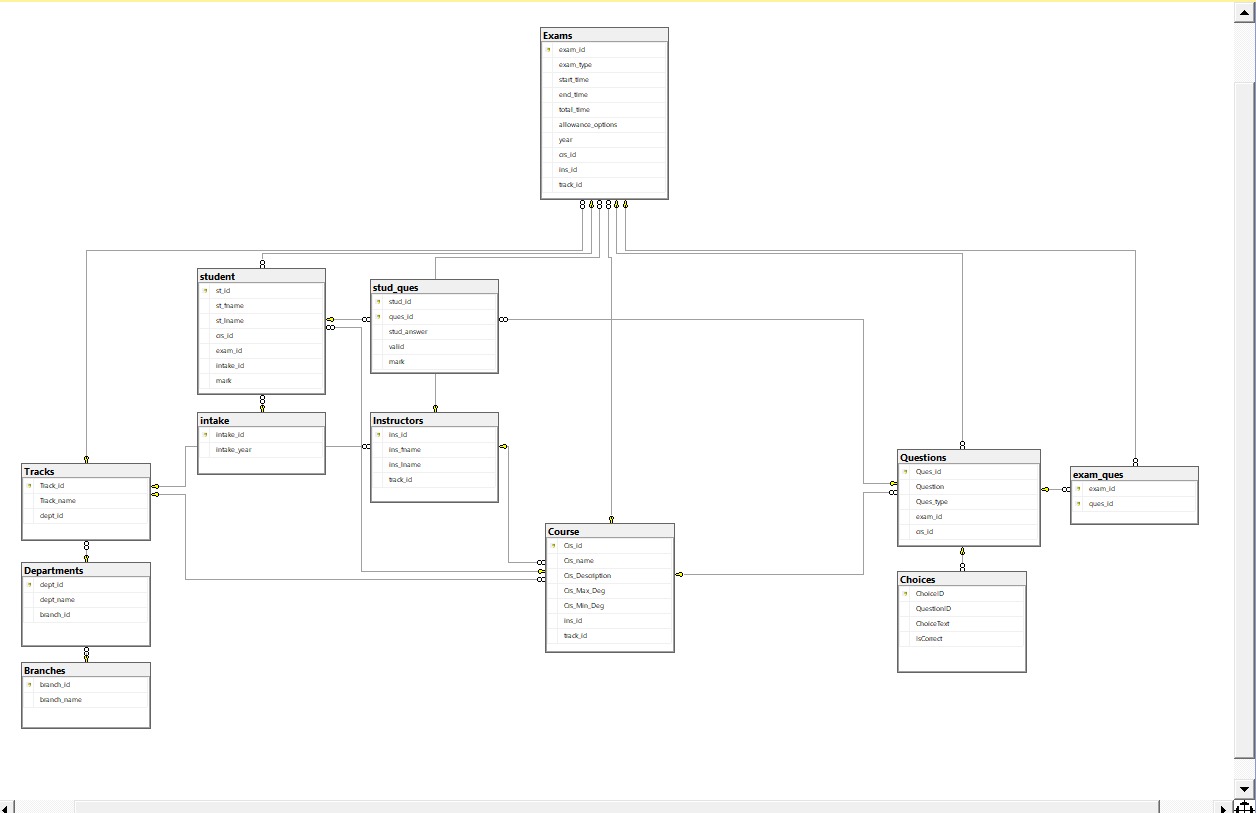 Exams
exam_id
exam_type
start_time
end_time
total_time
allowance_options
year
crs_id
ins_id
track_id
student
st_id
st_fname
st_lname
crs_id
exam_id
intake_id
mark
stud_ques
stud_id
ques_id
stud_answer
valid
mark
intake
intake_id
intake_year
Instructors
ins_id
ins_fname
ins_lname
track_id
Tracks
Track_id
Track_name
dept_id
Questions
Ques_id
Question
Ques_type
exam_id
crs_id
exam_ques
exam_id
ques_id
Course
Crs_id
Crs_name
Crs_Description
Crs_Max_Deg
Crs_Min_Deg
ins_id
track_id
Departments
dept_id
dept_name
branch_id
Choices
ChoiceID
QuestionID
ChoiceText
IsCorrect
Branches
branch_id
branch_name